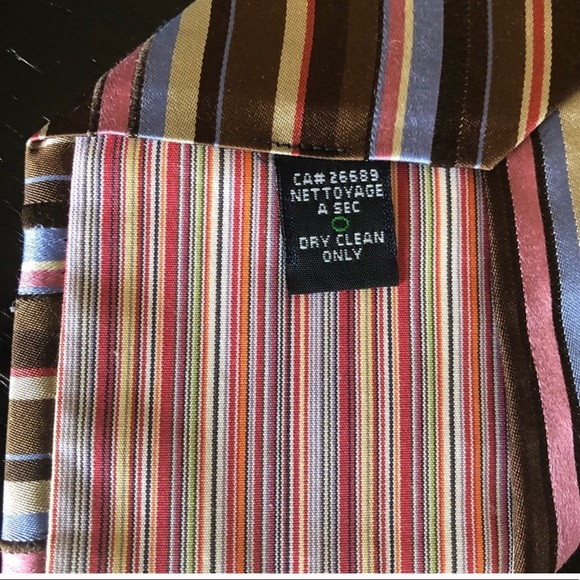 CA# 26689
NETTOYAGE
A SEC
DRY CLEAN
ONLY